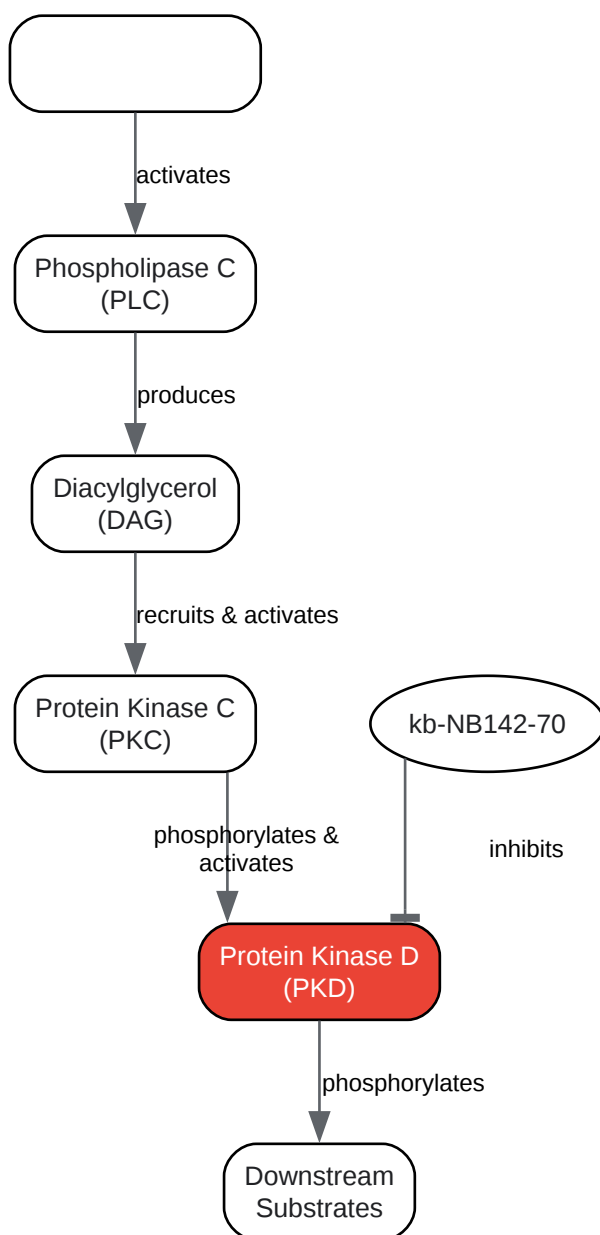 activates
Phospholipase C
(PLC)
produces
Diacylglycerol
(DAG)
recruits & activates
Protein Kinase C
(PKC)
kb-NB142-70
phosphorylates &
activates
inhibits
Protein Kinase D
(PKD)
phosphorylates
Downstream
Substrates